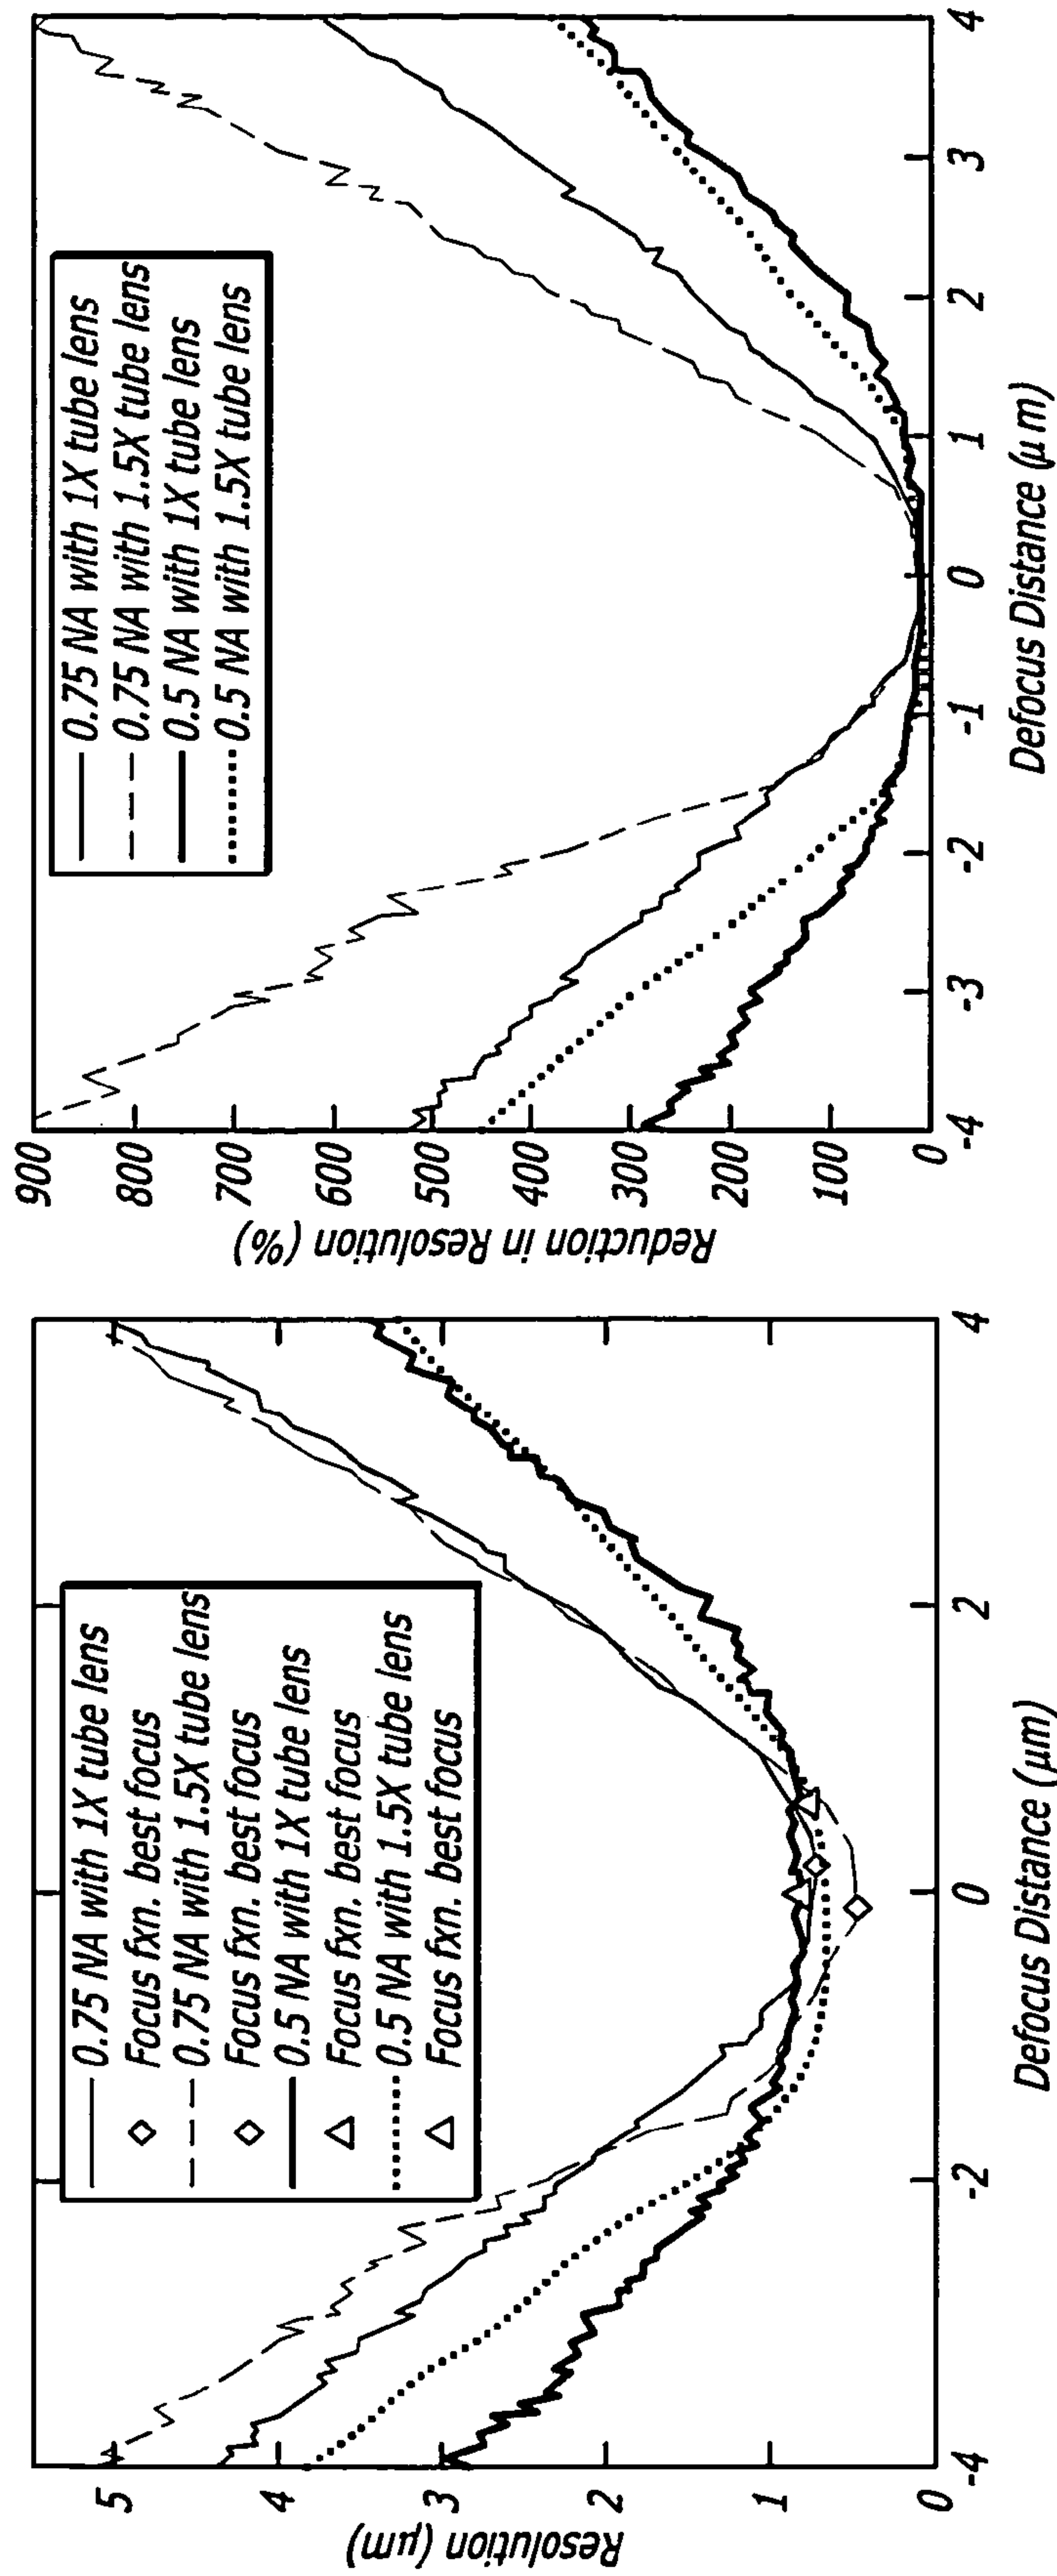 Resolution (μm)
5
4
3
2
1
0
-4
-2
0
2
4
Defocus Distance (μm)
0.75 NA with 1X tube lens
Focus fxn. best focus
0.75 NA with 1.5X tube lens
Focus fxn. best focus
0.5 NA with 1X tube lens
Focus fxn. best focus
0.5 NA with 1.5X tube lens
Focus fxn. best focus
Reduction in Resolution (%)
900
800
700
600
500
400
300
200
100
0
-4
-3
-2
-1
0
1
2
3
4
Defocus Distance (μ m)
0.75 NA with 1X tube lens
0.75 NA with 1.5X tube lens
0.5 NA with 1X tube lens
0.5 NA with 1.5X tube lens